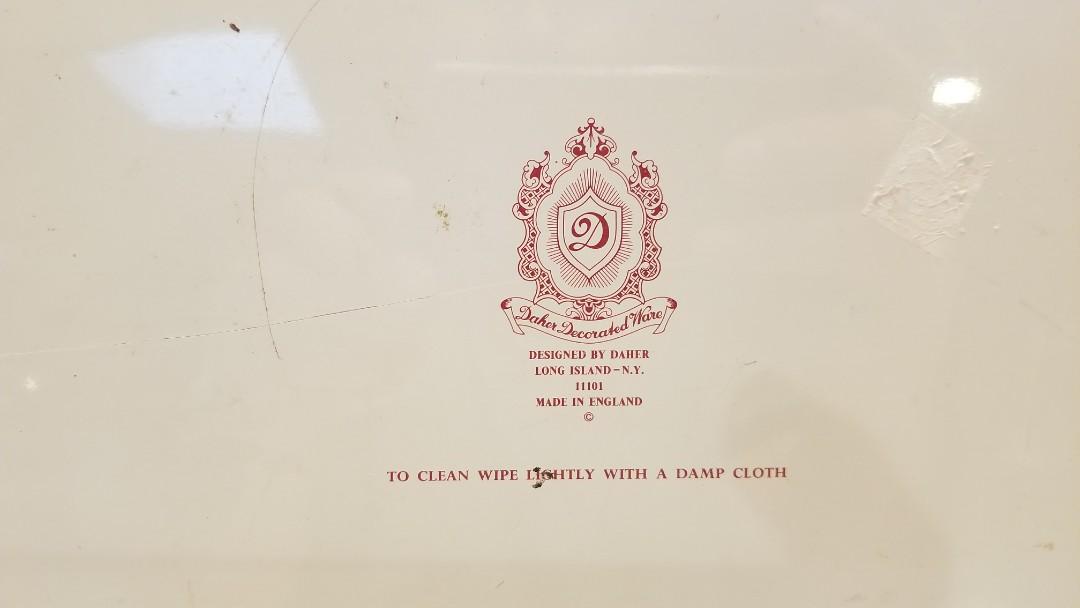 D
Daher Decorated Ware
DESIGNED BY DAHER
LONG ISLAND–N.Y.
11101
MADE IN ENGLAND
©
TO CLEAN WIPE LIGHTLY WITH A DAMP CLOTH